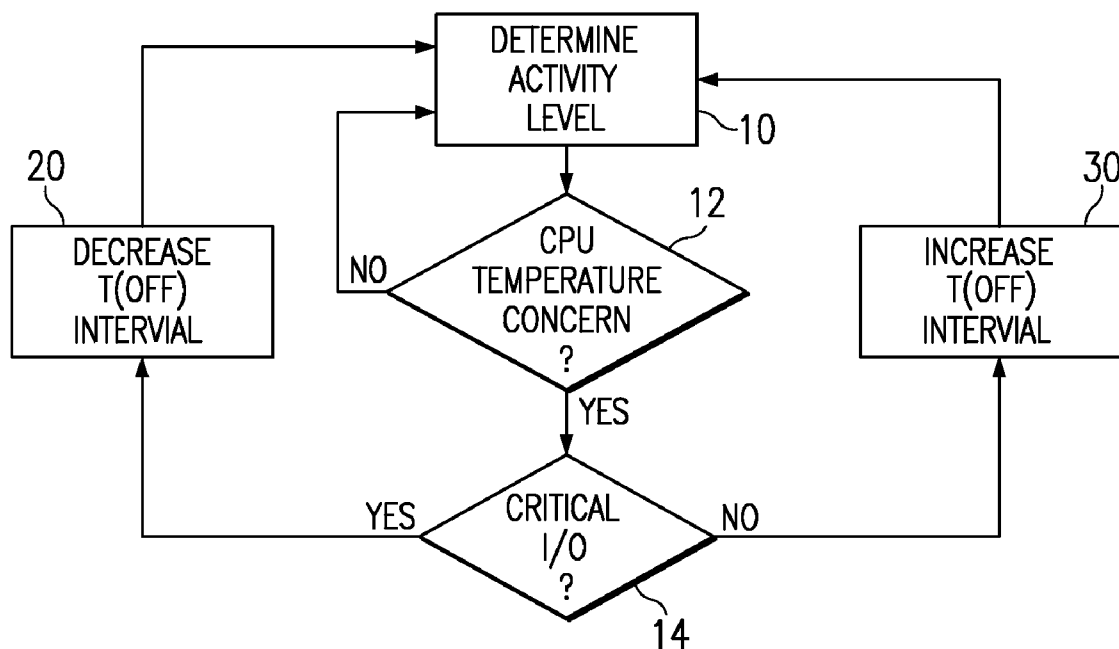 DETERMINE
ACTIVITY
LEVEL
10
20
DECREASE
T(OFF)
INTERVIAL
12
CPU
TEMPERATURE
CONCERN
?
NO
YES
30
INCREASE
T(OFF)
INTERVIAL
YES
CRITICAL
I/O
?
NO
14